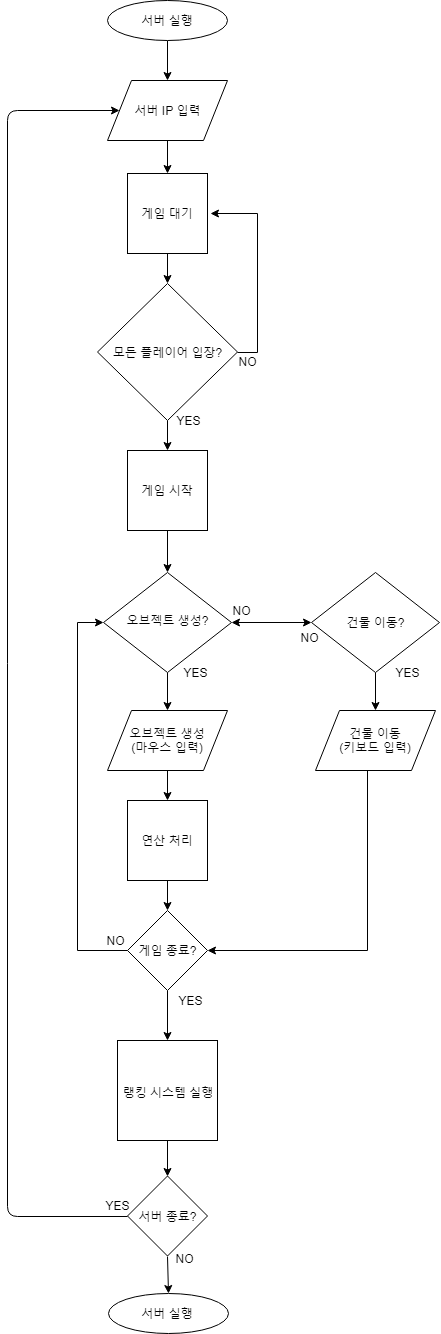 서버 실행
서버 IP 입력
게임 대기
모든 플레이어 입장?
NO
YES
게임 시작
오브젝트 생성?
NO
NO
건물 이동?
YES
YES
오브젝트 생성
(마우스 입력)
건물 이동
(키보드 입력)
연산 처리
NO
게임 종료?
YES
랭킹 시스템 실행
YES
서버 종료?
NO
서버 실행